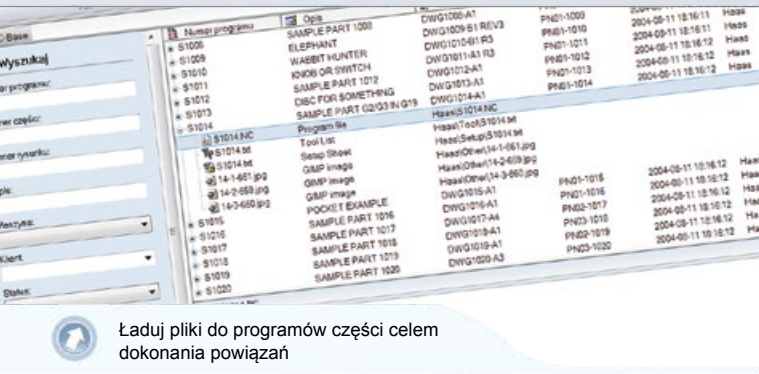 C-Base
Wyszukaj
Numer programu Opis
S1008 SAMPLE PART 1008 DWG1008-A1 PN01-1009 2004-08-11 18:16:11 Haas
S1009 ELEPHANT DWG1009-B1 REV3 PN01-1010 2004-08-11 18:16:11 Haas
S1010 WABBIT HUNTER DWG1010-B1 R3 PN01-1011 2004-08-11 18:16:12 Haas
S1011 KNOB OR SWITCH DWG1011-A1 R3 PN01-1012 2004-08-11 18:16:12 Haas
S1012 SAMPLE PART 1012 DWG1012-A1 PN01-1013 2004-08-11 18:16:12 Haas
S1013 DISC FOR SOMETHING DWG1013-A1 PN01-1014
S1014 SAMPLE PART G2/G3 IN G19 DWG1014-A1
S1014.NC Program file Haas\S1014.NC
S1014.txt Tool List Haas\Tool\S1014.txt
S1014.txt Setup Sheet Haas\Setup\S1014.txt
14-1-661.jpg GIMP image Haas\Other\14-1-661.jpg
14-2-659.jpg GIMP image Haas\Other\14-2-659.jpg
14-3-660.jpg GIMP image Haas\Other\14-3-660.jpg
S1015 POCKET EXAMPLE DWG1015-A1 PN01-1015 2004-08-11 18:16:12
S1016 SAMPLE PART 1016 DWG1016-A1 PN01-1016 2004-08-11 18:16:12
S1017 SAMPLE PART 1017 DWG1017-A4 PN02-1017 2004-08-11 18:16:12
S1018 SAMPLE PART 1018 DWG1018-A1 PN03-1018 2004-08-11 18:16:12
S1019 SAMPLE PART 1019 DWG1019-A1 PN02-1019 2004-08-11 18:16:12
S1020 SAMPLE PART 1020 DWG1020-A3 PN03-1020
programu:
części:
rysunku:
Maszyna:
Klient
Status:
Ładuj pliki do programów części celem
dokonania powiązań